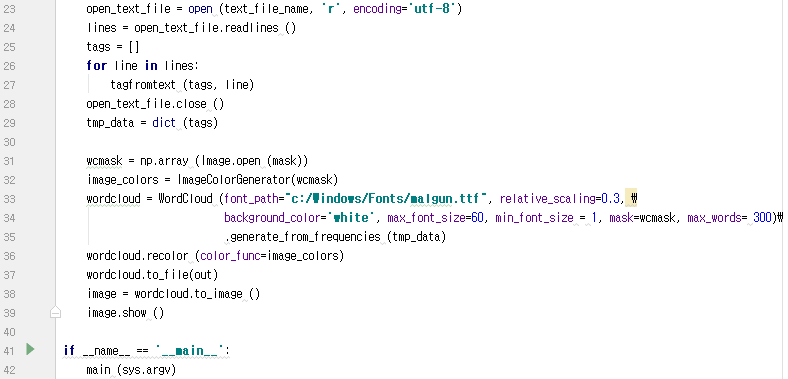 23 open_text_file = open (text_file_name, 'r', encoding='utf-8')
24 lines = open_text_file.readlines ()
25 tags = []
26 for line in lines:
27 tagfromtext (tags, line)
28 open_text_file.close ()
29 tmp_data = dict (tags)
30
31 wcmask = np.array (Image.open (mask))
32 image_colors = ImageColorGenerator(wcmask)
33 wordcloud = WordCloud (font_path="c:/Windows/Fonts/malgun.ttf", relative_scaling=0.3, ₩
34 background_color='white', max_font_size=60, min_font_size = 1, mask=wcmask, max_words= 300)₩
35 .generate_from_frequencies (tmp_data)
36 wordcloud.recolor (color_func=image_colors)
37 wordcloud.to_file(out)
38 image = wordcloud.to_image ()
39 image.show ()
40
41 if __name__ == '__main__':
42 main (sys.argv)